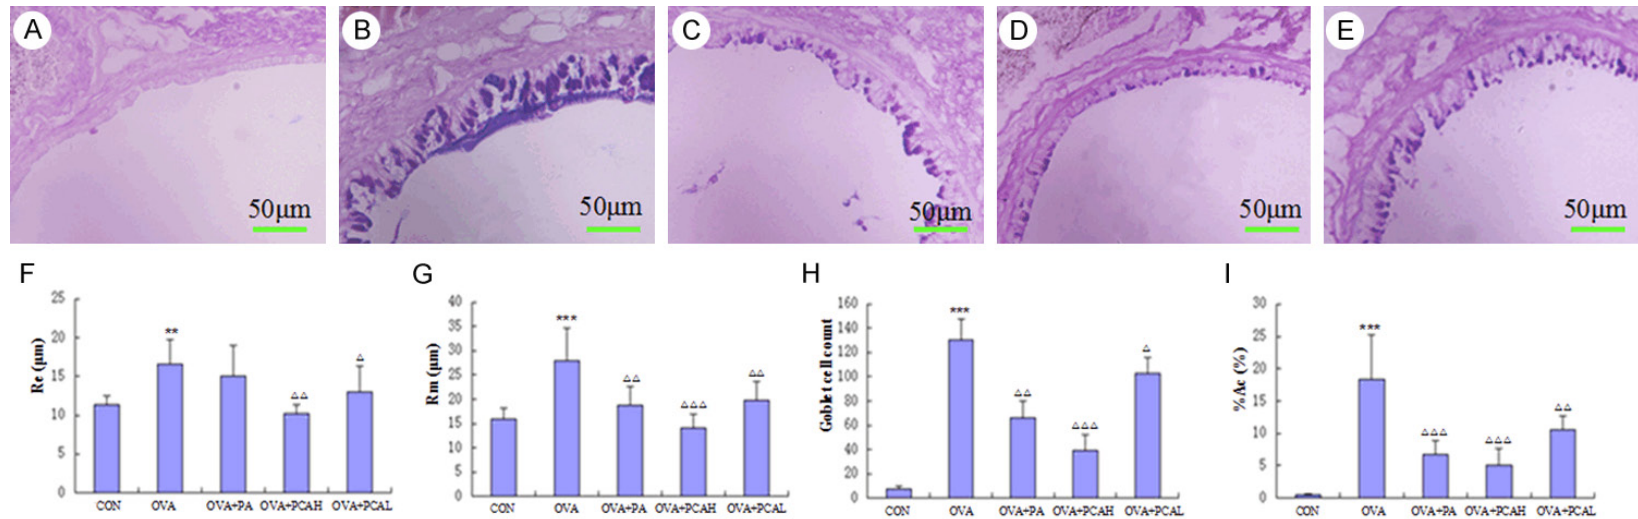 A
B
C
D
E
50µm
50µm
50µm
50µm
50µm
F
G
H
I
Re (µm)
25
20
15
10
5
0
**
△△
△
CON
OVA
OVA+PA
OVA+PCAH
OVA+PCAL
Rm (µm)
40
35
30
25
20
15
10
5
0
***
△△
△△△
△△
CON
OVA
OVA+PA
OVA+PCAH
OVA+PCAL
Goblet cell count
160
140
120
100
80
60
40
20
0
***
△△
△△△
△
CON
OVA
OVA+PA
OVA+PCAH
OVA+PCAL
%Ac (%)
30
25
20
15
10
5
0
***
△△△
△△△
△△
CON
OVA
OVA+PA
OVA+PCAH
OVA+PCAL